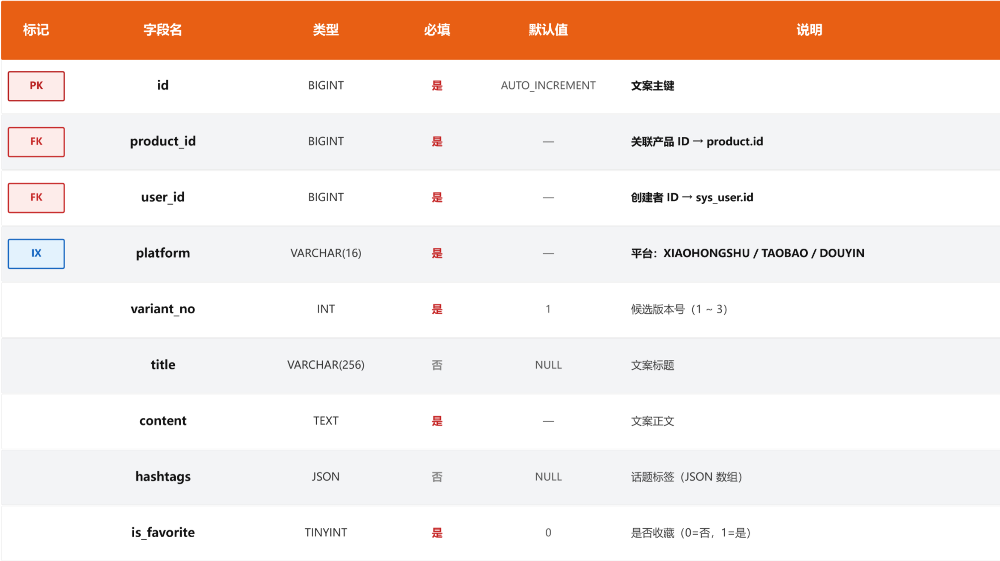 标记 字段名 类型 必填 默认值 说明
PK id BIGINT 是 AUTO_INCREMENT 文案主键
FK product_id BIGINT 是 — 关联产品 ID → product.id
FK user_id BIGINT 是 — 创建者 ID → sys_user.id
IX platform VARCHAR(16) 是 — 平台：XIAOHONGSHU / TAOBAO / DOUYIN
variant_no INT 是 1 候选版本号（1 ~ 3）
title VARCHAR(256) 否 NULL 文案标题
content TEXT 是 — 文案正文
hashtags JSON 否 NULL 话题标签（JSON 数组）
is_favorite TINYINT 是 0 是否收藏（0=否，1=是）